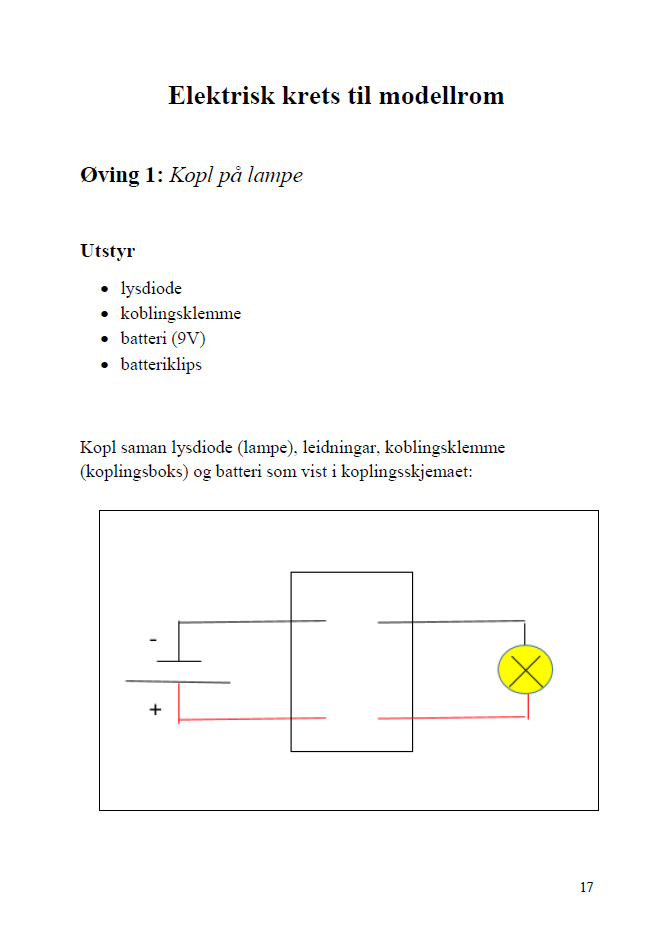 Elektrisk krets til modellrom
Øving 1: Kopl på lampe
Utstyr
• lysdiode
• koblingsklemme
• batteri (9V)
• batteriklips
Kopl saman lysdiode (lampe), leidningar, koblingsklemme
(koplingsboks) og batteri som vist i koplingsskjemaet:
-
+
17